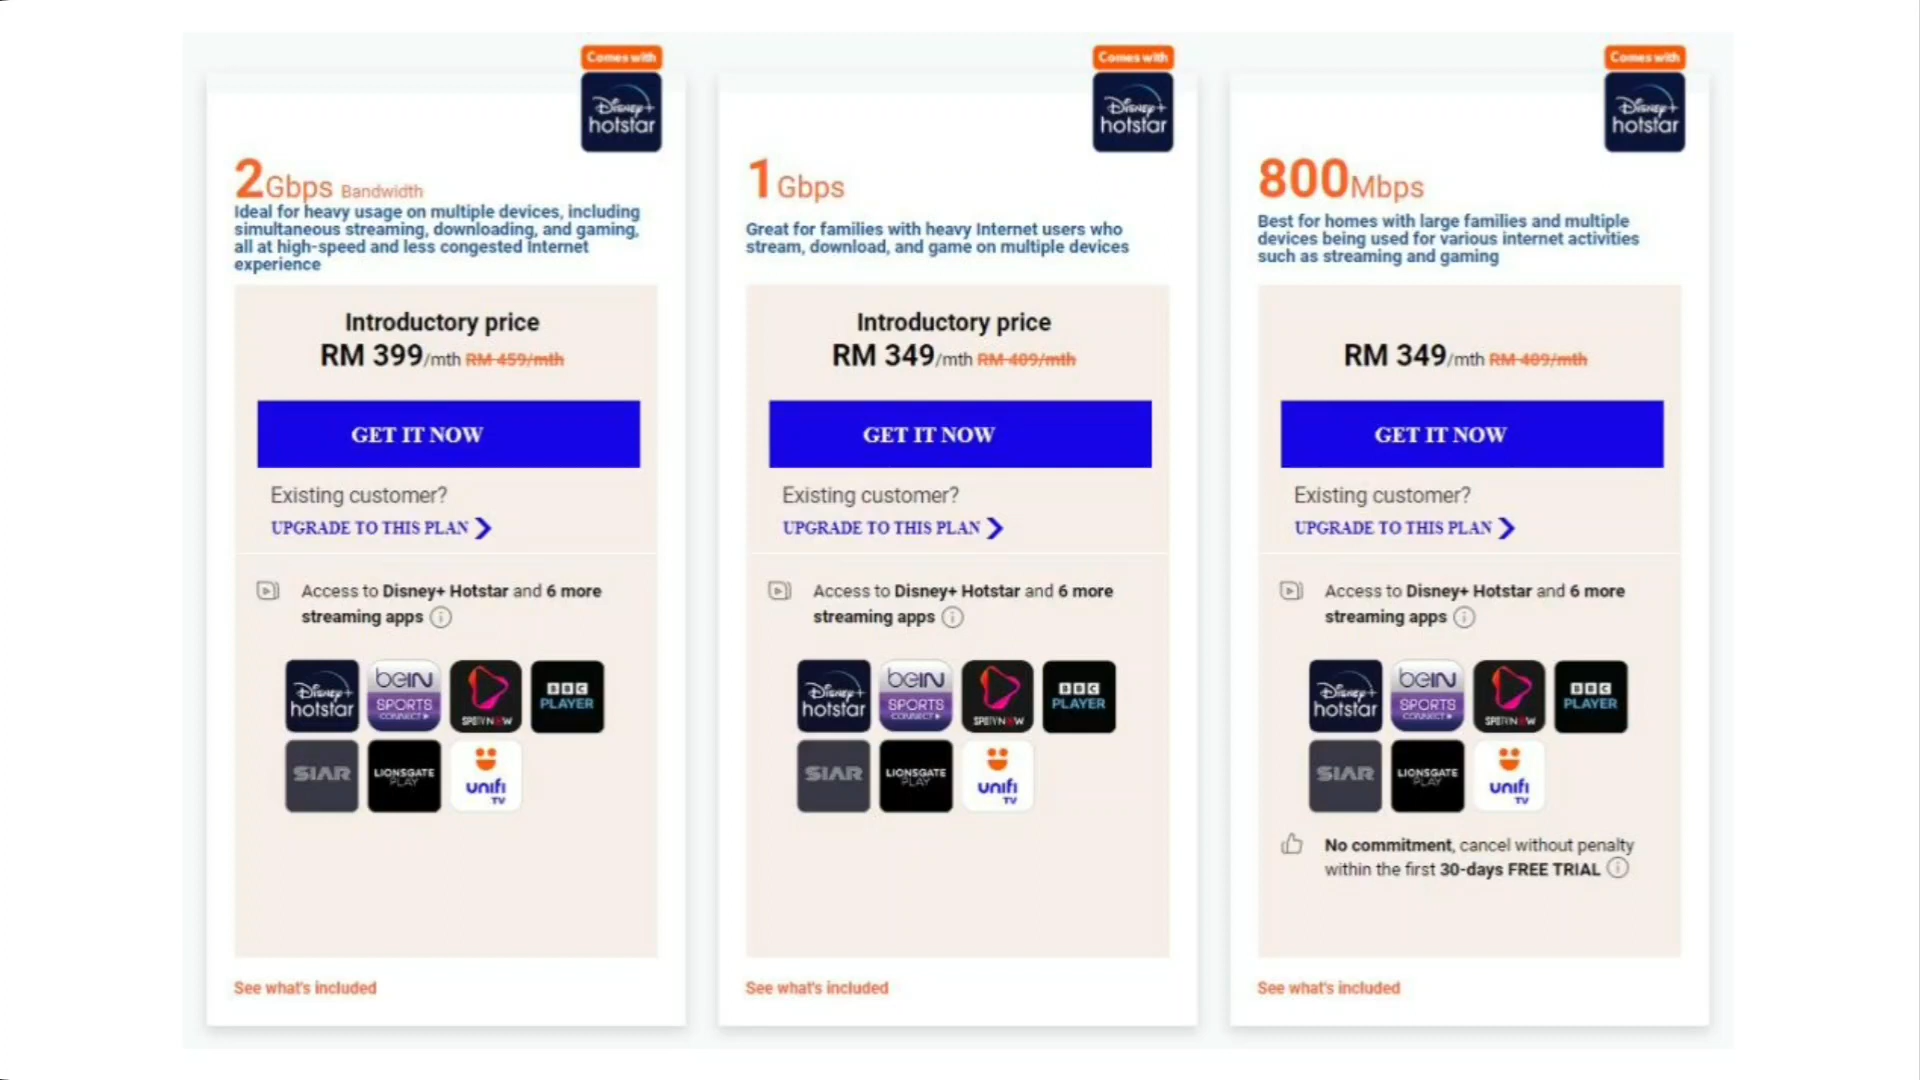 Comes with
Disney+
hotstar
2Gbps Bandwidth
Ideal for heavy usage on multiple devices, including
simultaneous streaming, downloading, and gaming,
all at high-speed and less congested Internet
experience
Introductory price
RM 399/mth RM 459/mth
GET IT NOW
Existing customer?
UPGRADE TO THIS PLAN
Access to Disney+ Hotstar and 6 more
streaming apps
Disney+
hotstar
beIN
SPORTS
CONNECT
BBC
PLAYER
LIONSGATE
PLAY
unifi
TV
See what's included
Comes with
Disney+
hotstar
1Gbps
Great for families with heavy Internet users who
stream, download, and game on multiple devices
Introductory price
RM 349/mth RM 409/mth
GET IT NOW
Existing customer?
UPGRADE TO THIS PLAN
Access to Disney+ Hotstar and 6 more
streaming apps
Disney+
hotstar
beIN
SPORTS
CONNECT
BBC
PLAYER
LIONSGATE
PLAY
unifi
TV
See what's included
Comes with
Disney+
hotstar
800Mbps
Best for homes with large families and multiple
devices being used for various internet activities
such as streaming and gaming
RM 349/mth RM 409/mth
GET IT NOW
Existing customer?
UPGRADE TO THIS PLAN
Access to Disney+ Hotstar and 6 more
streaming apps
Disney+
hotstar
beIN
SPORTS
CONNECT
BBC
PLAYER
LIONSGATE
PLAY
unifi
TV
No commitment, cancel without penalty
within the first 30-days FREE TRIAL
See what's included